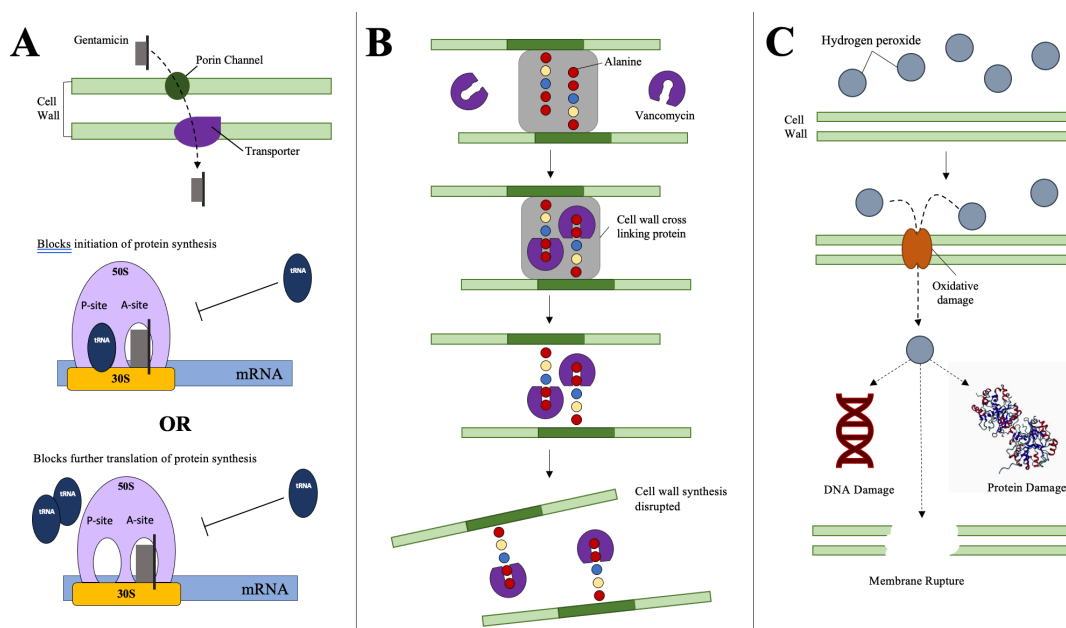 A
Gentamicin
Porin Channel
Cell
Wall
Transporter
Blocks initiation of protein synthesis
50S
tRNA
P-site
A-site
tRNA
mRNA
30S
OR
Blocks further translation of protein synthesis
50S
tRNA
tRNA
tRNA
P-site
A-site
mRNA
30S
B
Alanine
Vancomycin
Cell wall cross
linking protein
Cell wall synthesis
disrupted
C
Hydrogen peroxide
Cell
Wall
Oxidative
damage
DNA Damage
Protein Damage
Membrane Rupture